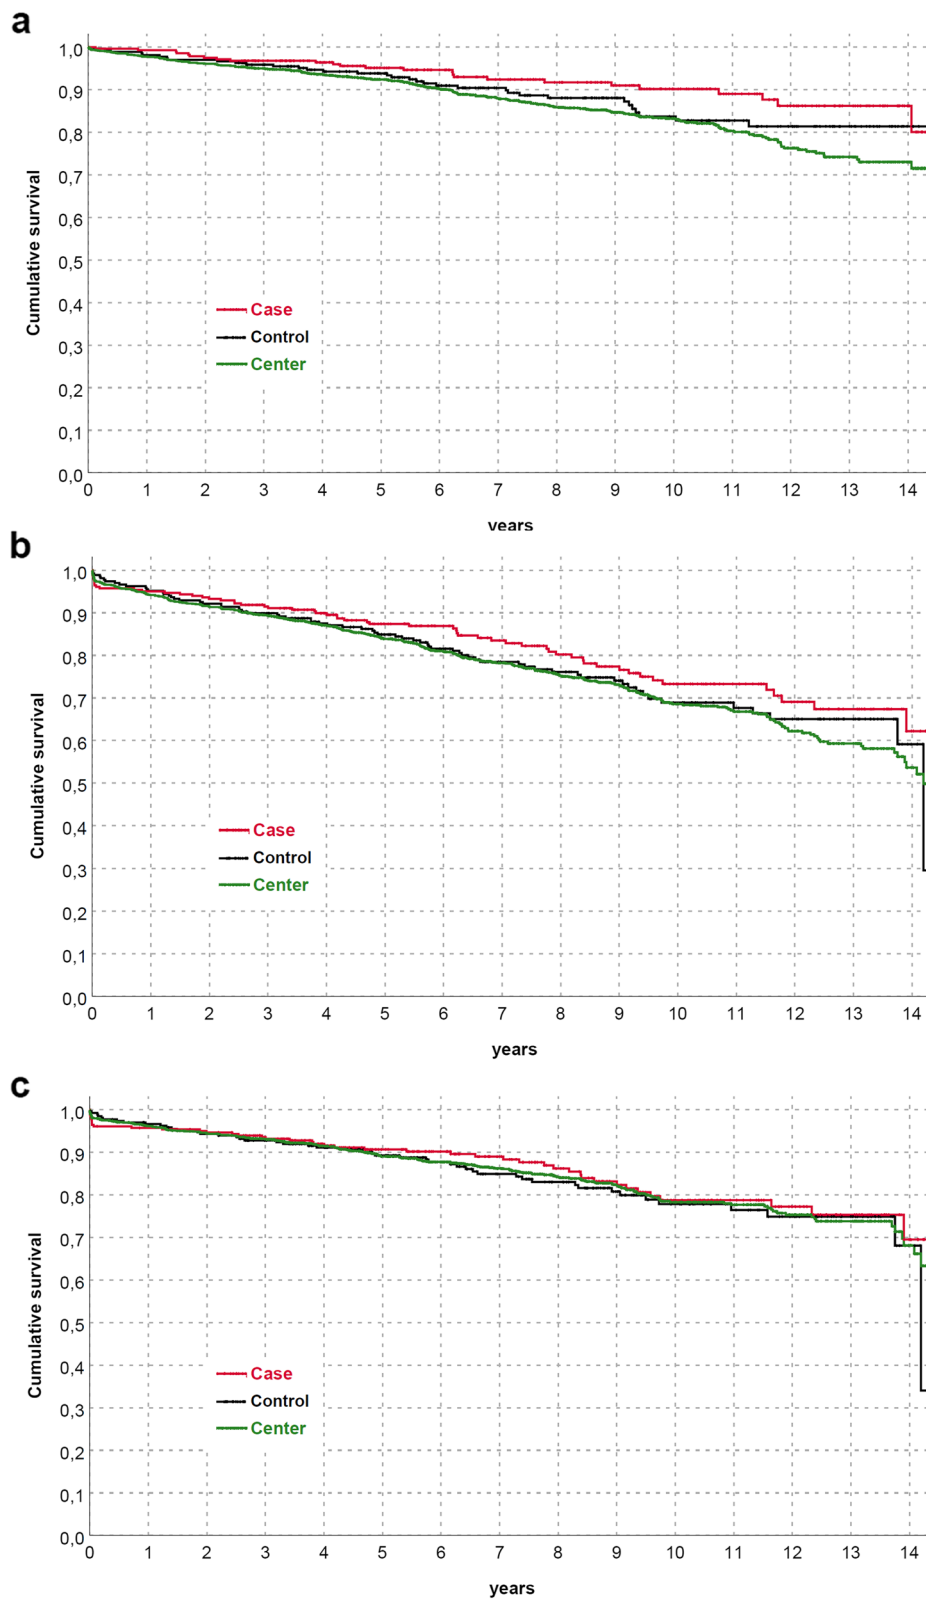 a
1,0
0,9
0,8
0,7
0,6
0,5
0,4
0,3
0,2
0,1
0,0
Cumulative survival
Case
Control
Center
0 1 2 3 4 5 6 7 8 9 10 11 12 13 14
years
b
1,0
0,9
0,8
0,7
0,6
0,5
0,4
0,3
0,2
0,1
0,0
Cumulative survival
Case
Control
Center
0 1 2 3 4 5 6 7 8 9 10 11 12 13 14
years
c
1,0
0,9
0,8
0,7
0,6
0,5
0,4
0,3
0,2
0,1
0,0
Cumulative survival
Case
Control
Center
0 1 2 3 4 5 6 7 8 9 10 11 12 13 14
years